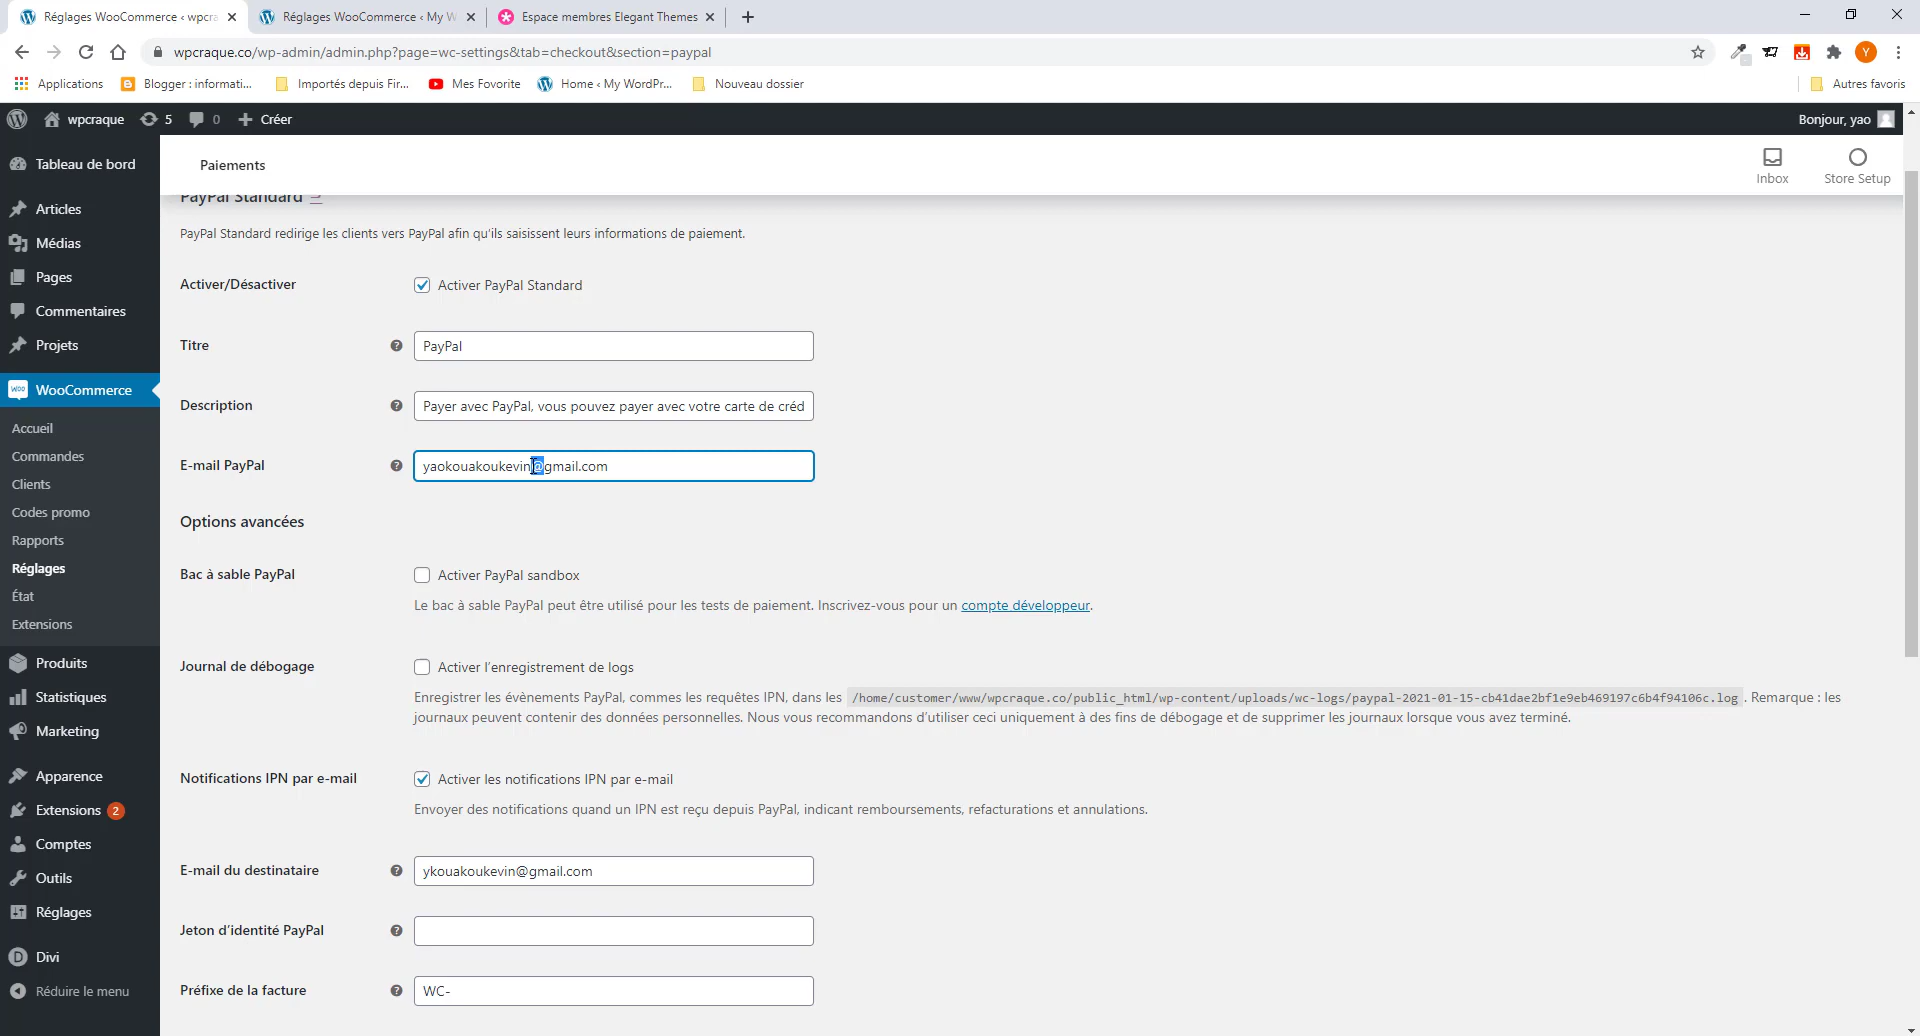 Réglages WooCommerce ‹ wpcra
Réglages WooCommerce ‹ My W
Espace membres Elegant Themes
wpcraque.co/wp-admin/admin.php?page=wc-settings&tab=checkout&section=paypal
Y
Applications
Blogger : informati...
Importés depuis Fir...
Mes Favorite
Home ‹ My WordPr...
Nouveau dossier
Autres favoris
wpcraque
5
0
Créer
Bonjour, yao
Tableau de bord
Articles
Médias
Pages
Commentaires
Projets
WooCommerce
Accueil
Commandes
Clients
Codes promo
Rapports
Réglages
État
Extensions
Produits
Statistiques
Marketing
Apparence
Extensions 2
Comptes
Outils
Réglages
Divi
Réduire le menu
Paiements
Inbox
Store Setup
PayPal Standard
PayPal Standard redirige les clients vers PayPal afin qu’ils saisissent leurs informations de paiement.
Activer/Désactiver
Activer PayPal Standard
Titre
PayPal
Description
Payer avec PayPal, vous pouvez payer avec votre carte de créd
E-mail PayPal
yaokouakoukevin@gmail.com
Options avancées
Bac à sable PayPal
Activer PayPal sandbox
Le bac à sable PayPal peut être utilisé pour les tests de paiement. Inscrivez-vous pour un compte développeur.
Journal de débogage
Activer l’enregistrement de logs
Enregistrer les évènements PayPal, commes les requêtes IPN, dans les /home/customer/www/wpcraque.co/public_html/wp-content/uploads/wc-logs/paypal-2021-01-15-cb41dae2bf1e9eb469197c6b4f94106c.log . Remarque : les
journaux peuvent contenir des données personnelles. Nous vous recommandons d’utiliser ceci uniquement à des fins de débogage et de supprimer les journaux lorsque vous avez terminé.
Notifications IPN par e-mail
Activer les notifications IPN par e-mail
Envoyer des notifications quand un IPN est reçu depuis PayPal, indicant remboursements, refacturations et annulations.
E-mail du destinataire
ykouakoukevin@gmail.com
Jeton d’identité PayPal
Préfixe de la facture
WC-